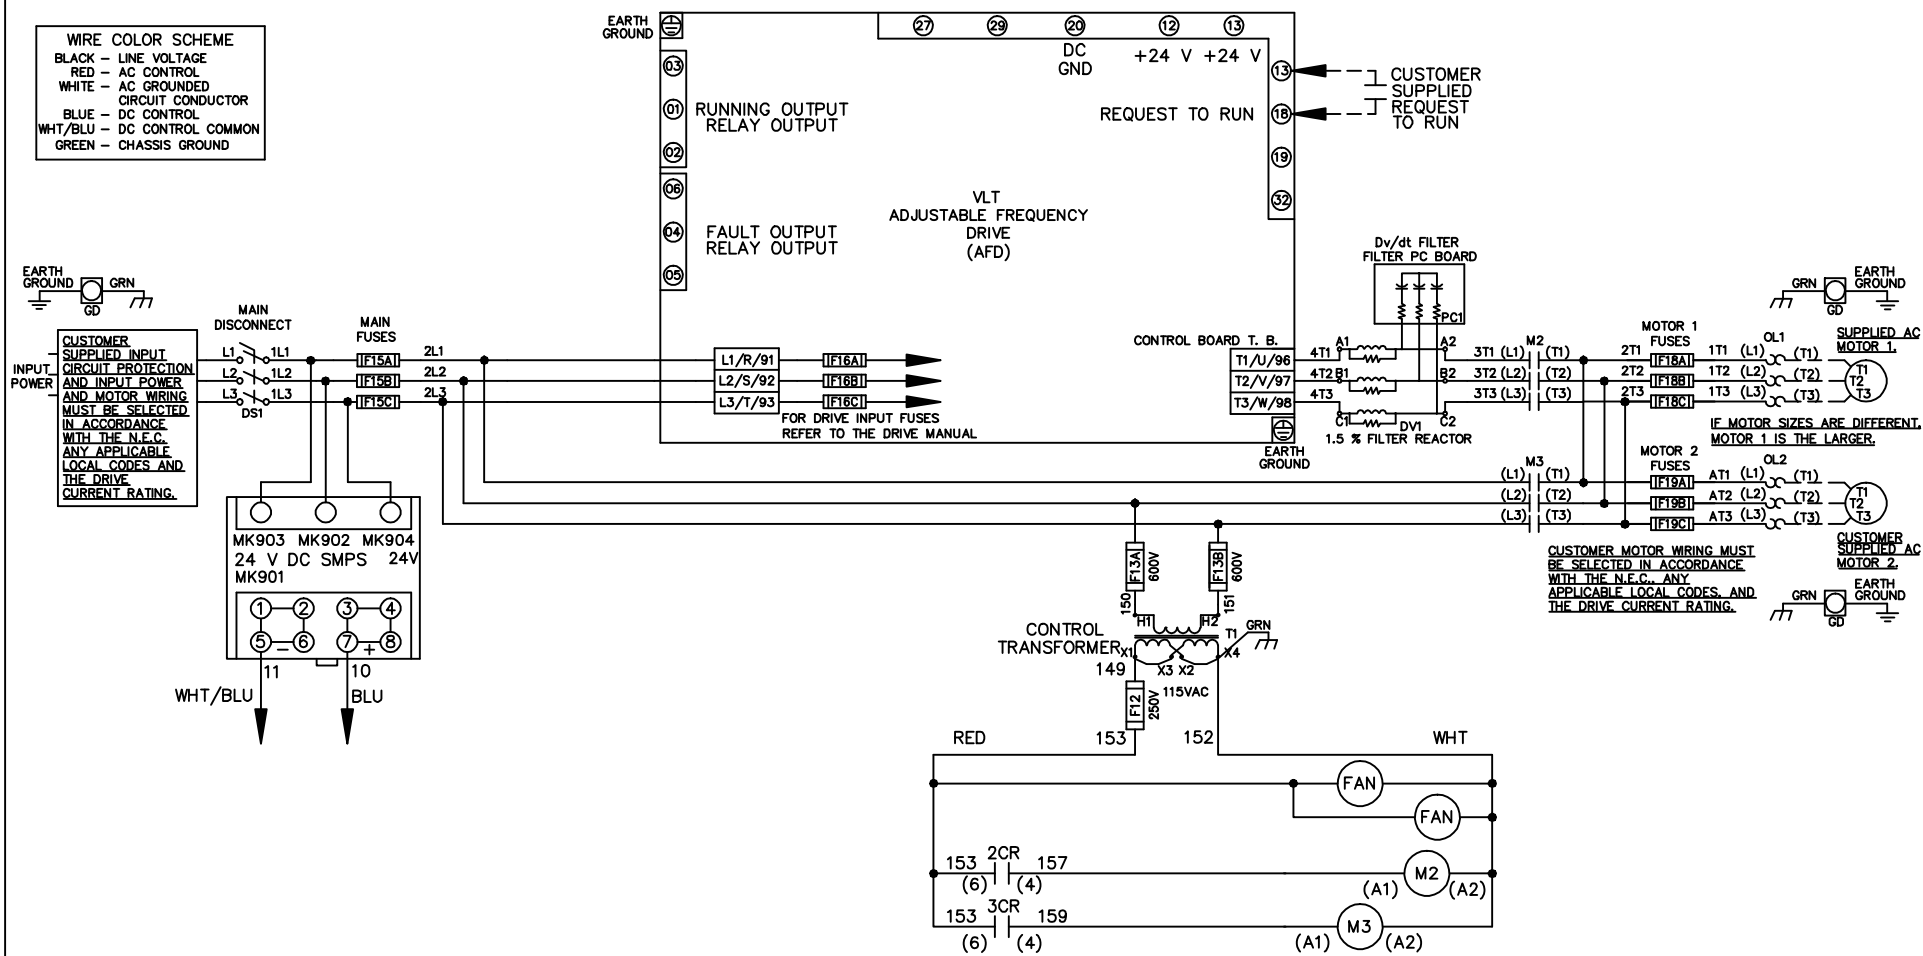 WIRE COLOR SCHEME
BLACK – LINE VOLTAGE
RED – AC CONTROL
WHITE – AC GROUNDED
CIRCUIT CONDUCTOR
BLUE – DC CONTROL
WHT/BLU – DC CONTROL COMMON
GREEN – CHASSIS GROUND
EARTH
GROUND
27 29 20 12 13
DC
GND
+24 V +24 V
03
01
02
RUNNING OUTPUT
RELAY OUTPUT
06
04
05
FAULT OUTPUT
RELAY OUTPUT
VLT
ADJUSTABLE FREQUENCY
DRIVE
(AFD)
REQUEST TO RUN
13
18
19
32
CUSTOMER
SUPPLIED
REQUEST
TO RUN
EARTH
GROUND
GRN
GD
INPUT
POWER
CUSTOMER
SUPPLIED INPUT
CIRCUIT PROTECTION
AND INPUT POWER
AND MOTOR WIRING
MUST BE SELECTED
IN ACCORDANCE
WITH THE N.E.C.
ANY APPLICABLE
LOCAL CODES AND
THE DRIVE
CURRENT RATING.
MAIN
DISCONNECT
L1 1L1
L2 1L2
L3 1L3
DS1
MAIN
FUSES
F15A 2L1
F15B 2L2
F15C 2L3
L1/R/91 F16A
L2/S/92 F16B
L3/T/93 F16C
FOR DRIVE INPUT FUSES
REFER TO THE DRIVE MANUAL
CONTROL BOARD T. B.
T1/U/96 4T1
T2/V/97 4T2
T3/W/98 4T3
EARTH
GROUND
Dv/dt FILTER
FILTER PC BOARD
PC1
A1 A2
B1 B2
C1 C2
DV1
1.5 % FILTER REACTOR
M2
3T1 (L1) (T1)
3T2 (L2) (T2)
3T3 (L3) (T3)
MOTOR 1
FUSES
2T1 F18A 1T1 (L1) (T1)
2T2 F18B 1T2 (L2) (T2)
2T3 F18C 1T3 (L3) (T3)
OL1
T1
T2
T3
GRN
GD
EARTH
GROUND
SUPPLIED AC
MOTOR 1.
IF MOTOR SIZES ARE DIFFERENT,
MOTOR 1 IS THE LARGER.
M3
(L1) (T1)
(L2) (T2)
(L3) (T3)
MOTOR 2
FUSES
F19A AT1 (L1) (T1)
F19B AT2 (L2) (T2)
F19C AT3 (L3) (T3)
OL2
T1
T2
T3
CUSTOMER
SUPPLIED AC
MOTOR 2.
CUSTOMER MOTOR WIRING MUST
BE SELECTED IN ACCORDANCE
WITH THE N.E.C., ANY
APPLICABLE LOCAL CODES, AND
THE DRIVE CURRENT RATING.
GRN
GD
EARTH
GROUND
MK903 MK902 MK904
24 V DC SMPS 24V
MK901
1 2 3 4
5 – 6 7 + 8
11 10
WHT/BLU BLU
F13A 600V
F13B 600V
150 151
H1 H2
CONTROL
TRANSFORMER
T1
GRN
X1 X3 X2 X4
149
115VAC
F12 250V
RED 153 152 WHT
FAN
FAN
153 2CR 157
(6) (4)
(A1) M2 (A2)
153 3CR 159
(6) (4)
(A1) M3 (A2)